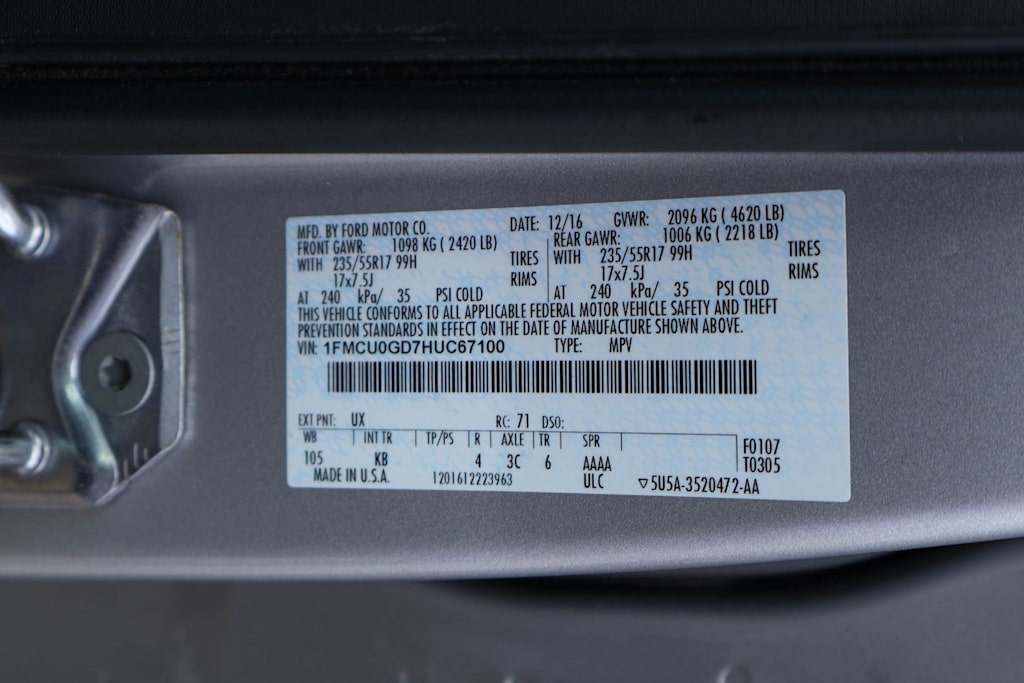 MFD. BY FORD MOTOR CO. DATE: 12/16 GVWR: 2096 KG ( 4620 LB)
FRONT GAWR: 1098 KG ( 2420 LB) REAR GAWR: 1006 KG ( 2218 LB)
WITH 235/55R17 99H TIRES WITH 235/55R17 99H TIRES
17x7.5J RIMS 17x7.5J RIMS
AT 240 kPa/ 35 PSI COLD AT 240 kPa/ 35 PSI COLD
THIS VEHICLE CONFORMS TO ALL APPLICABLE FEDERAL MOTOR VEHICLE SAFETY AND THEFT
PREVENTION STANDARDS IN EFFECT ON THE DATE OF MANUFACTURE SHOWN ABOVE.
VIN: 1FMCU0GD7HUC67100 TYPE: MPV
EXT PNT: UX RC: 71 DSO:
WB INT TR TP/PS R AXLE TR SPR F0107
105 KB 4 3C 6 AAAA T0305
MADE IN U.S.A. 1201612223963 ULC ▽5U5A-3520472-AA